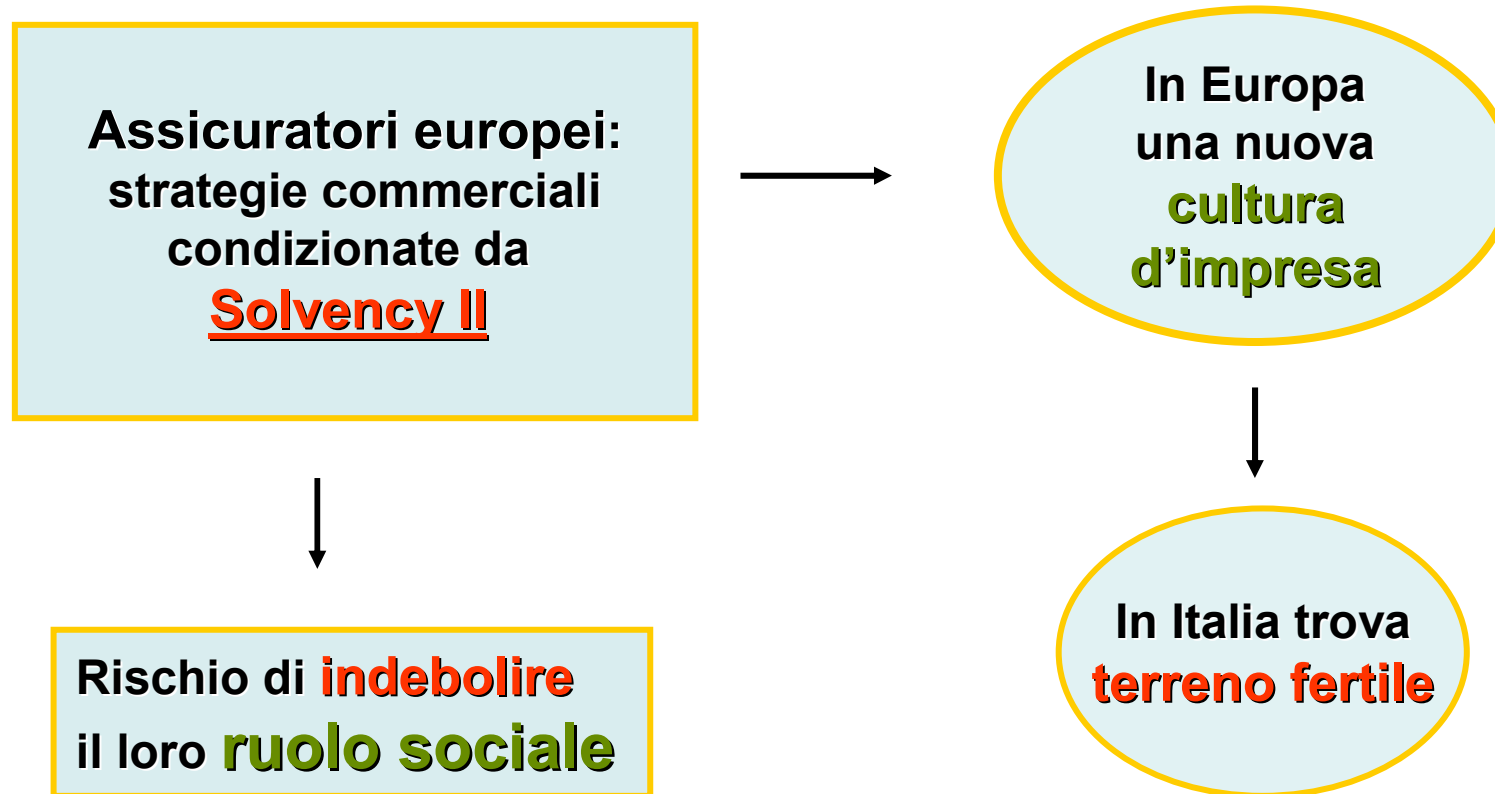 Assicuratori europei:
strategie commerciali
condizionate da
Solvency II
In Europa
una nuova
cultura
d’impresa
Rischio di indebolire
il loro ruolo sociale
In Italia trova
terreno fertile